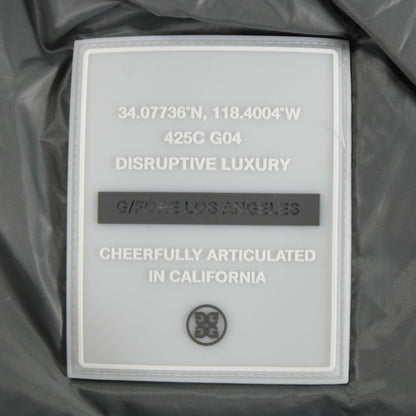 34.07736°N, 118.4004°W
425C G04
DISRUPTIVE LUXURY
G/FORE LOS ANGELES
CHEERFULLY ARTICULATED
IN CALIFORNIA